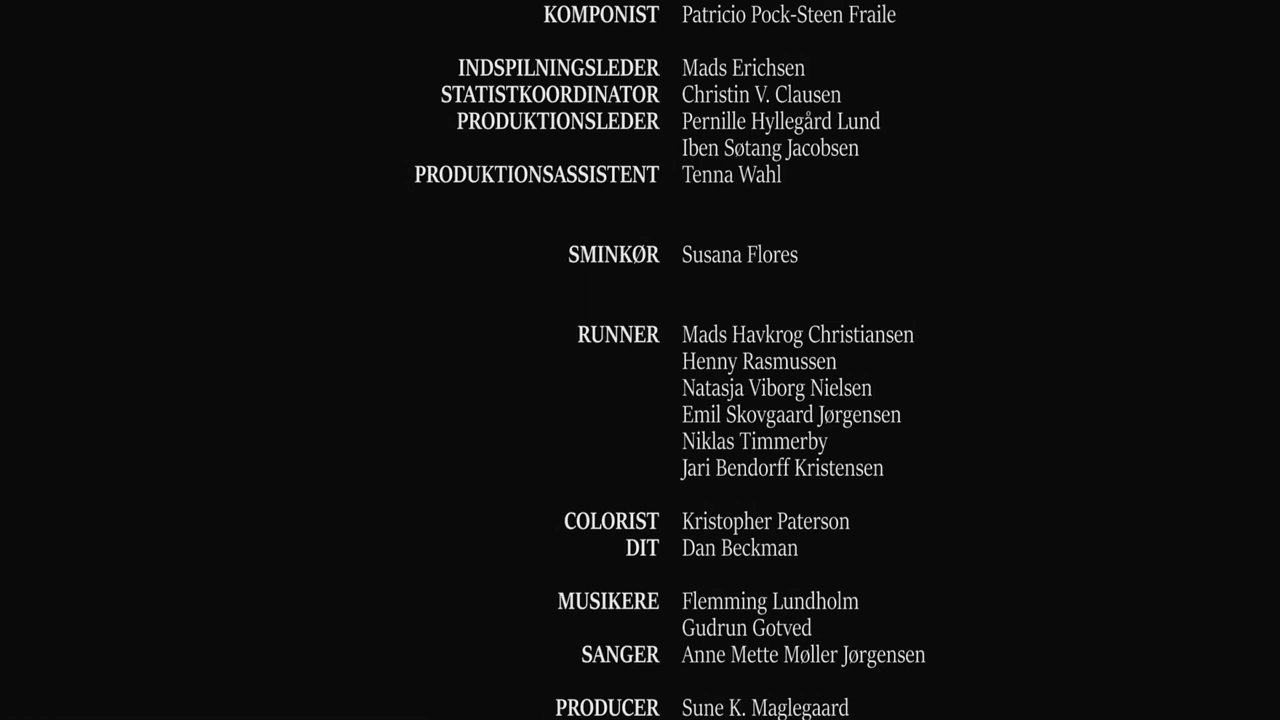 KOMPONIST Patricio Pock-Steen Fraile
INDSPILNINGSLEDER Mads Erichsen
STATISTKOORDINATOR Christin V. Clausen
PRODUKTIONSLEDER Pernille Hyllegård Lund
Iben Søtang Jacobsen
PRODUKTIONSASSISTENT Tenna Wahl
SMINKØR Susana Flores
RUNNER Mads Havkrog Christiansen
Henny Rasmussen
Natasja Viborg Nielsen
Emil Skovgaard Jørgensen
Niklas Timmerby
Jari Bendorff Kristensen
COLORIST Kristopher Paterson
DIT Dan Beckman
MUSIKERE Flemming Lundholm
Gudrun Gotved
SANGER Anne Mette Møller Jørgensen
PRODUCER Sune K. Maglegaard